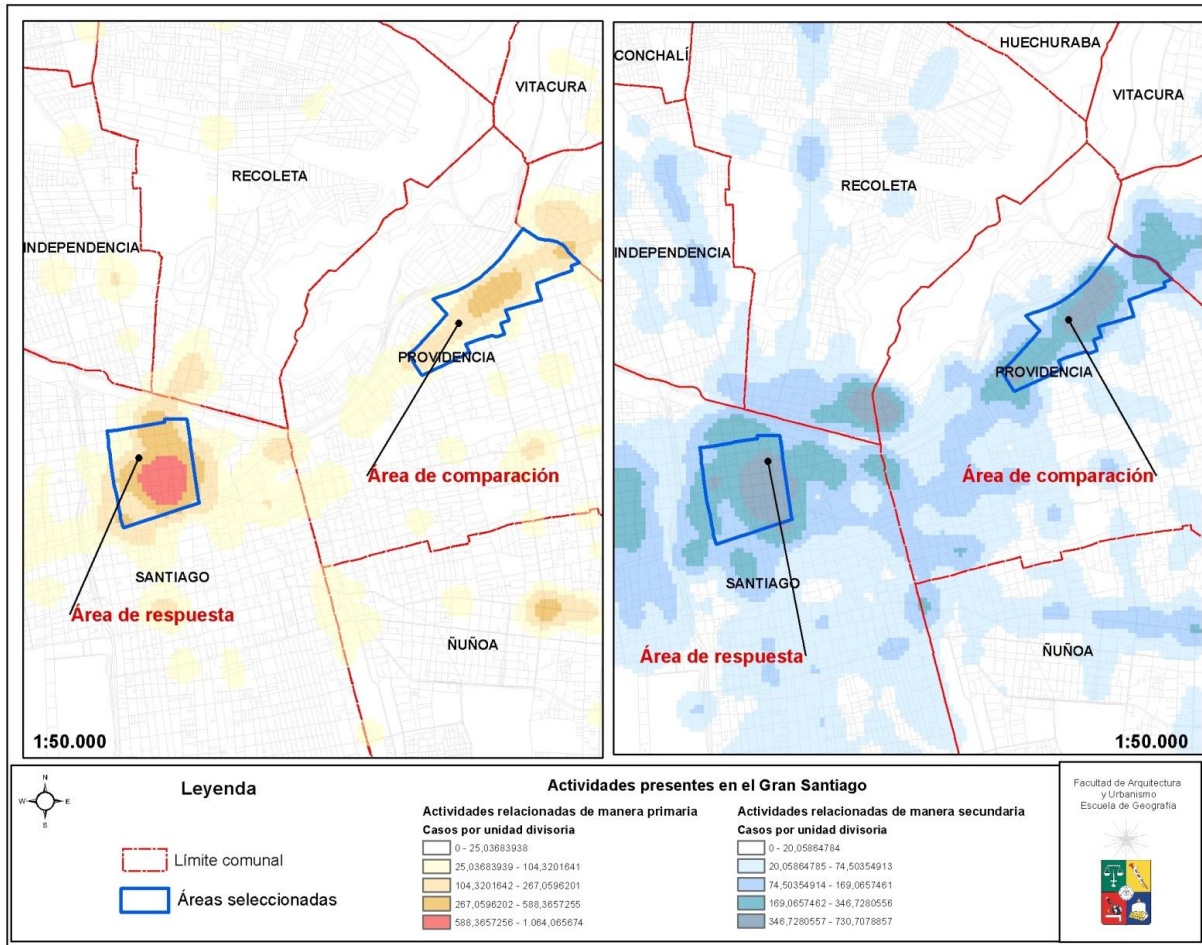 VITACURA
RECOLETA
INDEPENDENCIA
PROVIDENCIA
Área de comparación
SANTIAGO
Área de respuesta
ÑUÑOA
1:50.000
CONCHALÍ
HUECHURABA
VITACURA
RECOLETA
INDEPENDENCIA
PROVIDENCIA
Área de comparación
SANTIAGO
Área de respuesta
ÑUÑOA
1:50.000
N
W E
S
Leyenda
Límite comunal
Áreas seleccionadas
Actividades presentes en el Gran Santiago
Actividades relacionadas de manera primaria
Casos por unidad divisoria
0 - 25,03683938
25,03683939 - 104,3201641
104,3201642 - 267,0596201
267,0596202 - 588,3657255
588,3657256 - 1.064,065674
Actividades relacionadas de manera secundaria
Casos por unidad divisoria
0 - 20,05864784
20,05864785 - 74,50354913
74,50354914 - 169,0657461
169,0657462 - 346,7280556
346,7280557 - 730,7078857
Facultad de Arquitectura
y Urbanismo
Escuela de Geografía